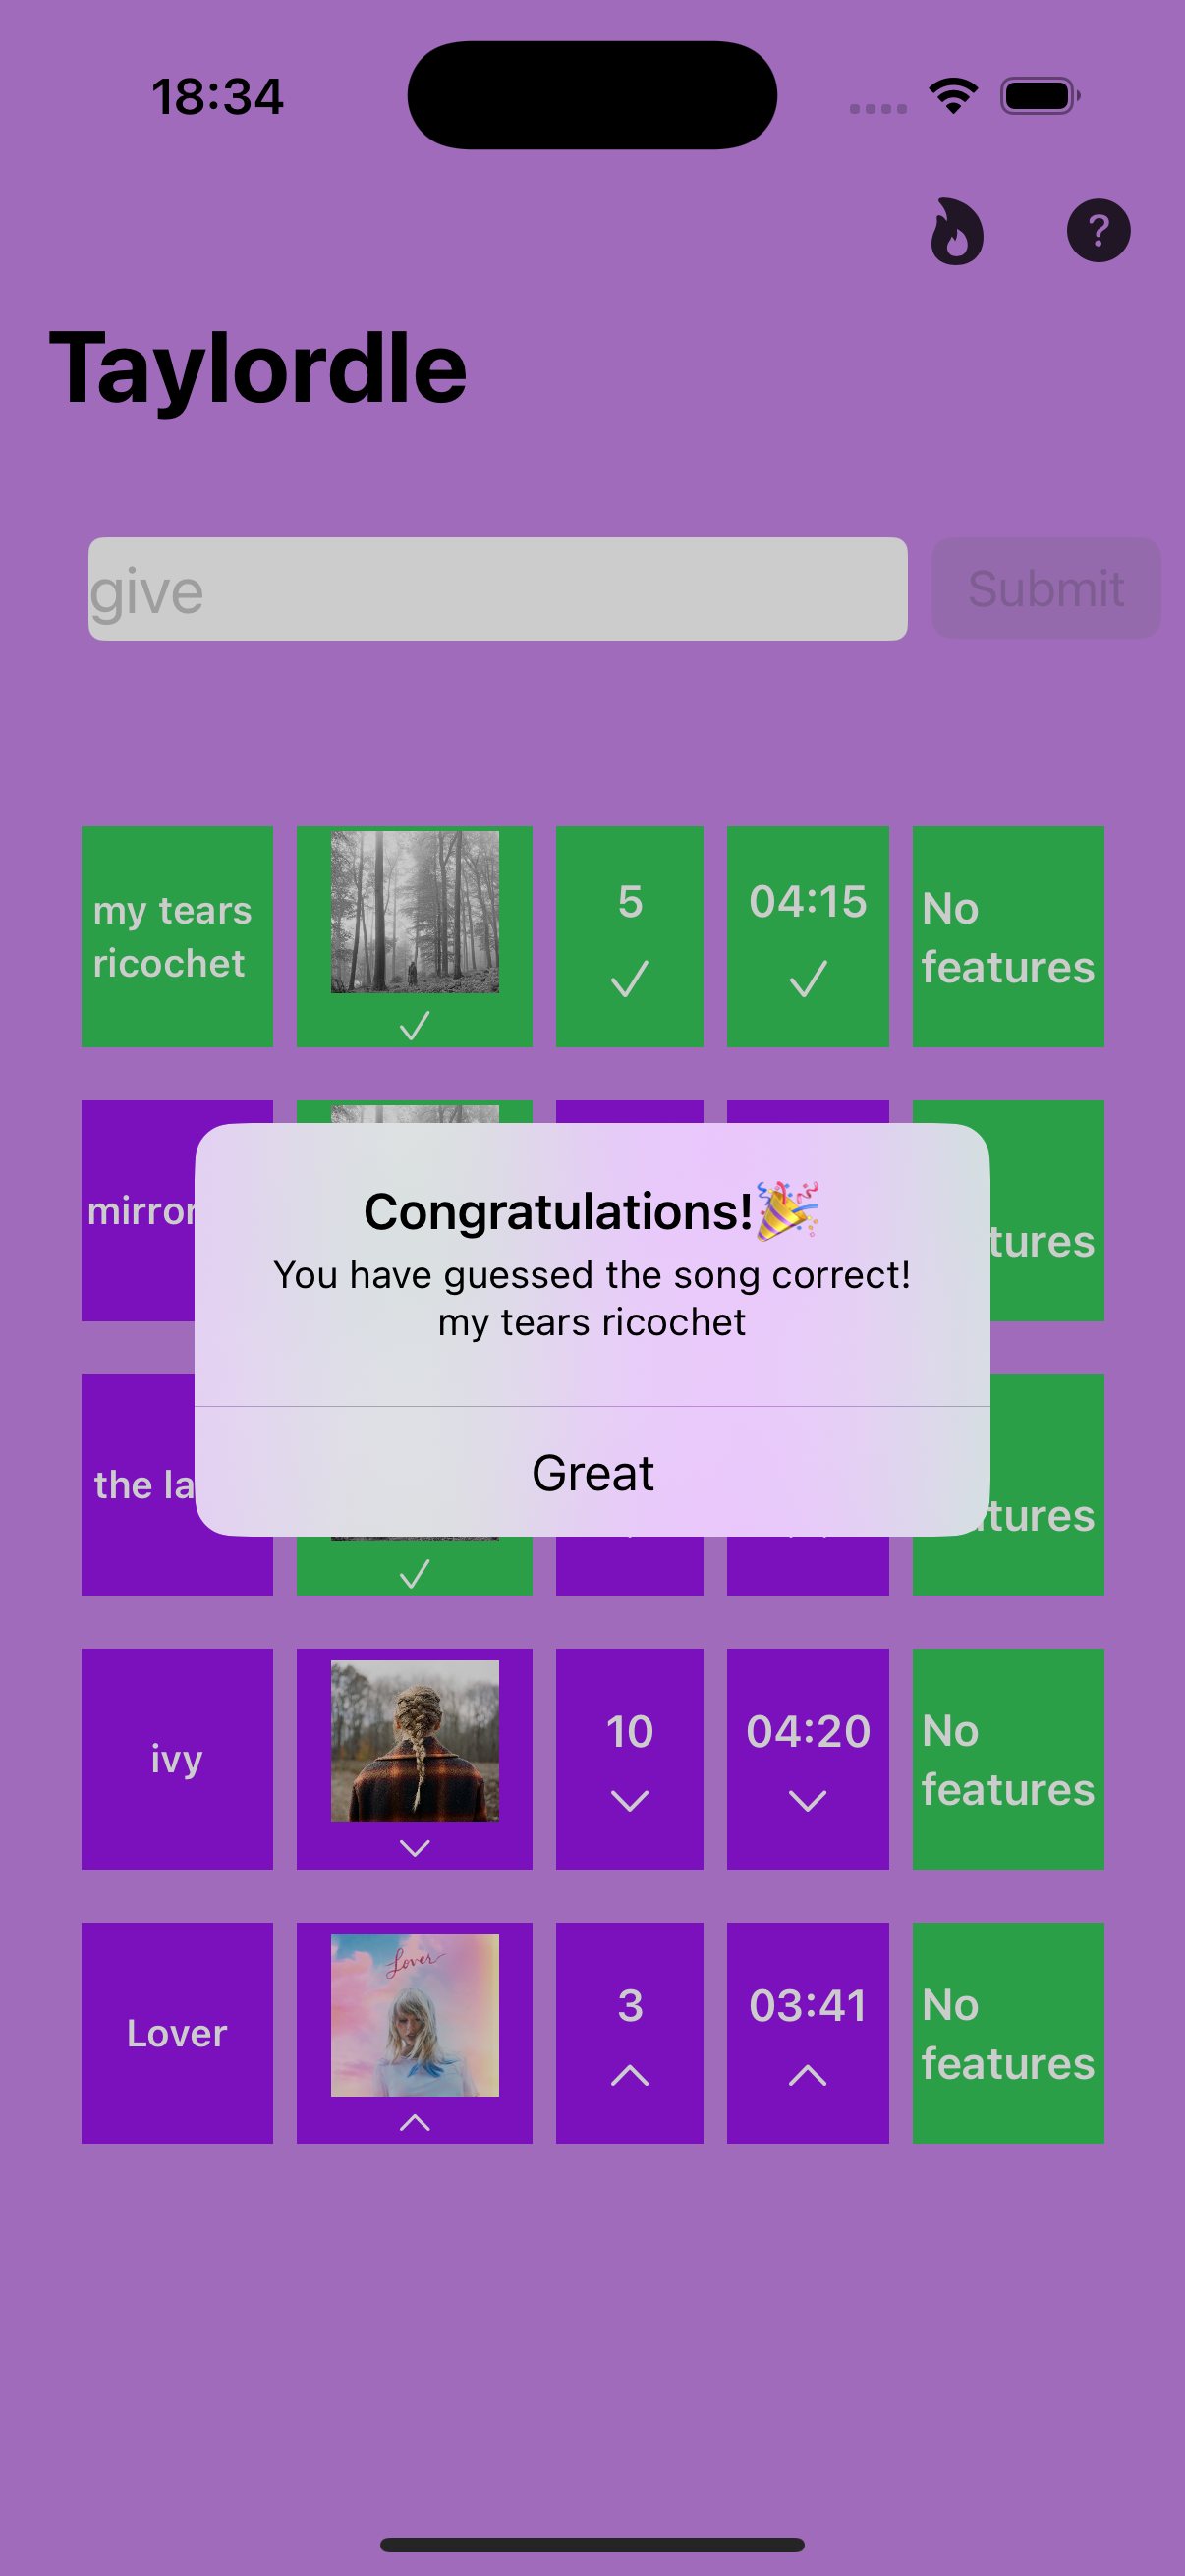 18:34
?
Taylordle
give
Submit
my tears
ricochet
5
04:15
No
features
mirror
tures
Congratulations!🎉
You have guessed the song correct!
my tears ricochet
Great
the la
tures
ivy
10
04:20
No
features
Lover
Lover
3
03:41
No
features